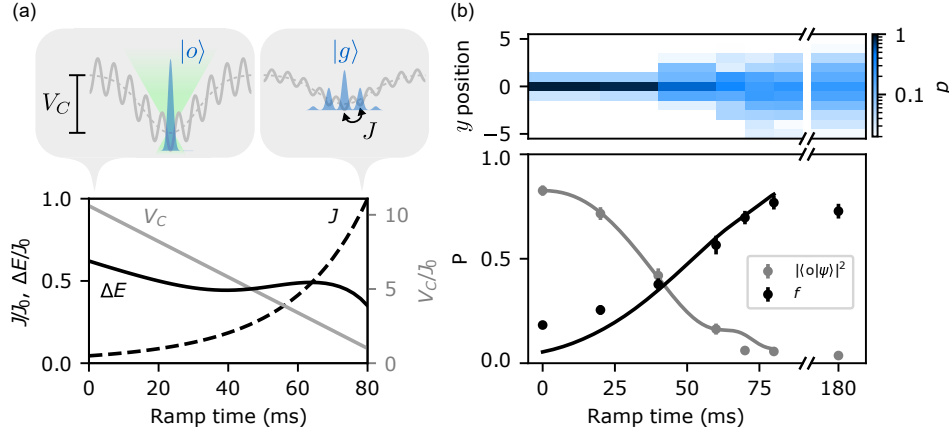 (a)
|o⟩
|g⟩
V_C
J
1.0
0.5
0.0
J/J₀, ΔE/J₀
V_C
J
ΔE
10
5
0
V_C/J₀
0 20 40 60 80
Ramp time (ms)
(b)
5
0
−5
y position
1
0.1
p
1.0
0.5
0.0
P
|⟨o|ψ⟩|²
f
0 25 50 75 180
Ramp time (ms)